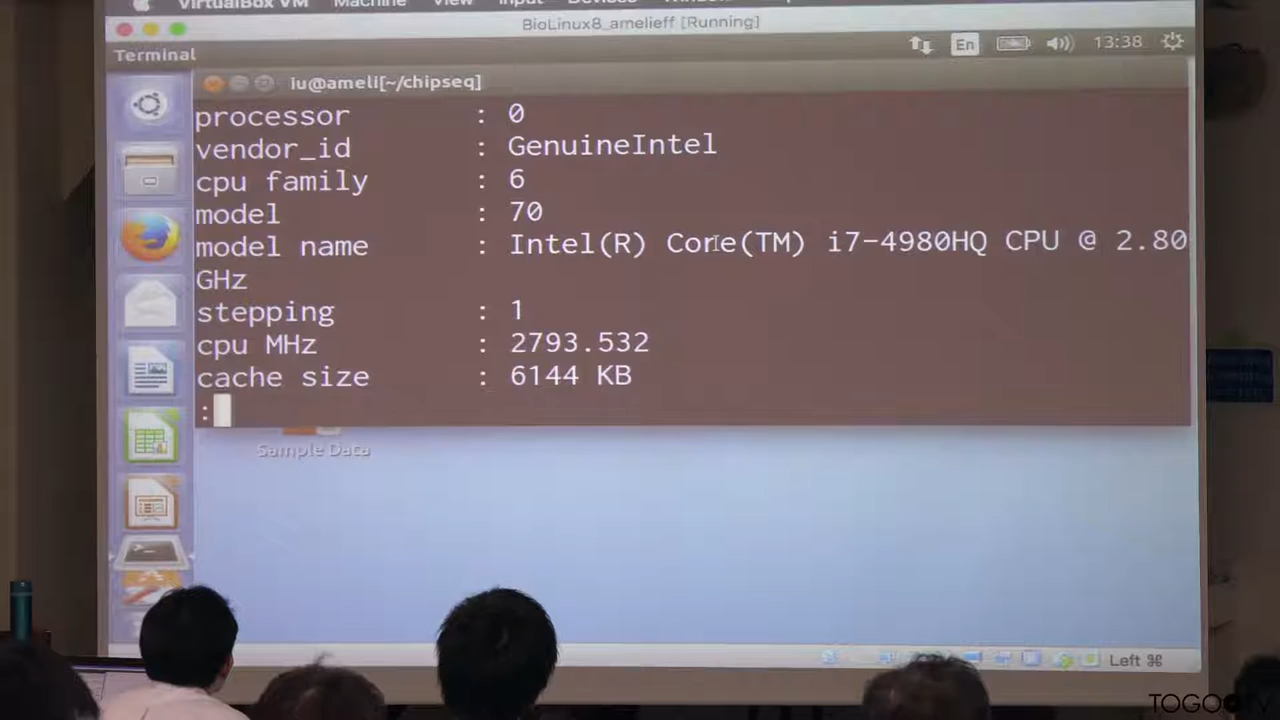 VirtualBox VM Machine View Input Devices
BioLinux8_amelieff [Running]
Terminal
En
13:38
iu@ameli[~/chipseq]
processor : 0
vendor_id : GenuineIntel
cpu family : 6
model : 70
model name : Intel(R) Core(TM) i7-4980HQ CPU @ 2.80
GHz
stepping : 1
cpu MHz : 2793.532
cache size : 6144 KB
:
Sample Data
Left ⌘